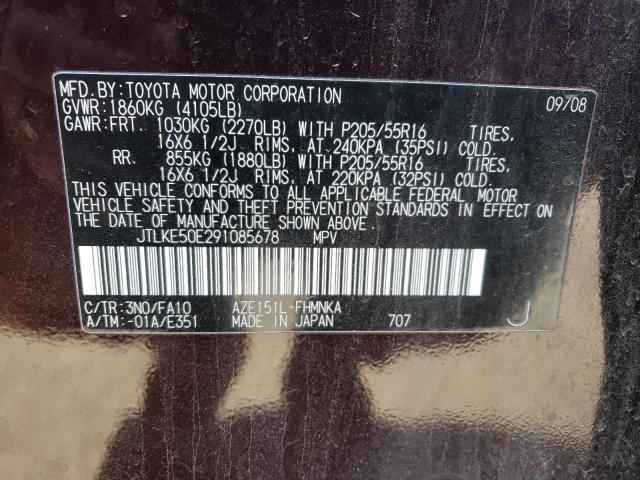 MFD.BY:TOYOTA MOTOR CORPORATION 09/08
GVWR:1860KG (4105LB)
GAWR:FRT. 1030KG (2270LB) WITH P205/55R16 TIRES,
16X6 1/2J RIMS, AT 240KPA (35PSI) COLD.
RR. 855KG (1880LB) WITH P205/55R16 TIRES,
16X6 1/2J RIMS, AT 220KPA (32PSI) COLD.
THIS VEHICLE CONFORMS TO ALL APPLICABLE FEDERAL MOTOR
VEHICLE SAFETY AND THEFT PREVENTION STANDARDS IN EFFECT ON
THE DATE OF MANUFACTURE SHOWN ABOVE.
JTLKE50E291085678 MPV
C/TR:3N0/FA10 AZE151L-FHMNKA
A/TM:-01A/E351 MADE IN JAPAN 707 J